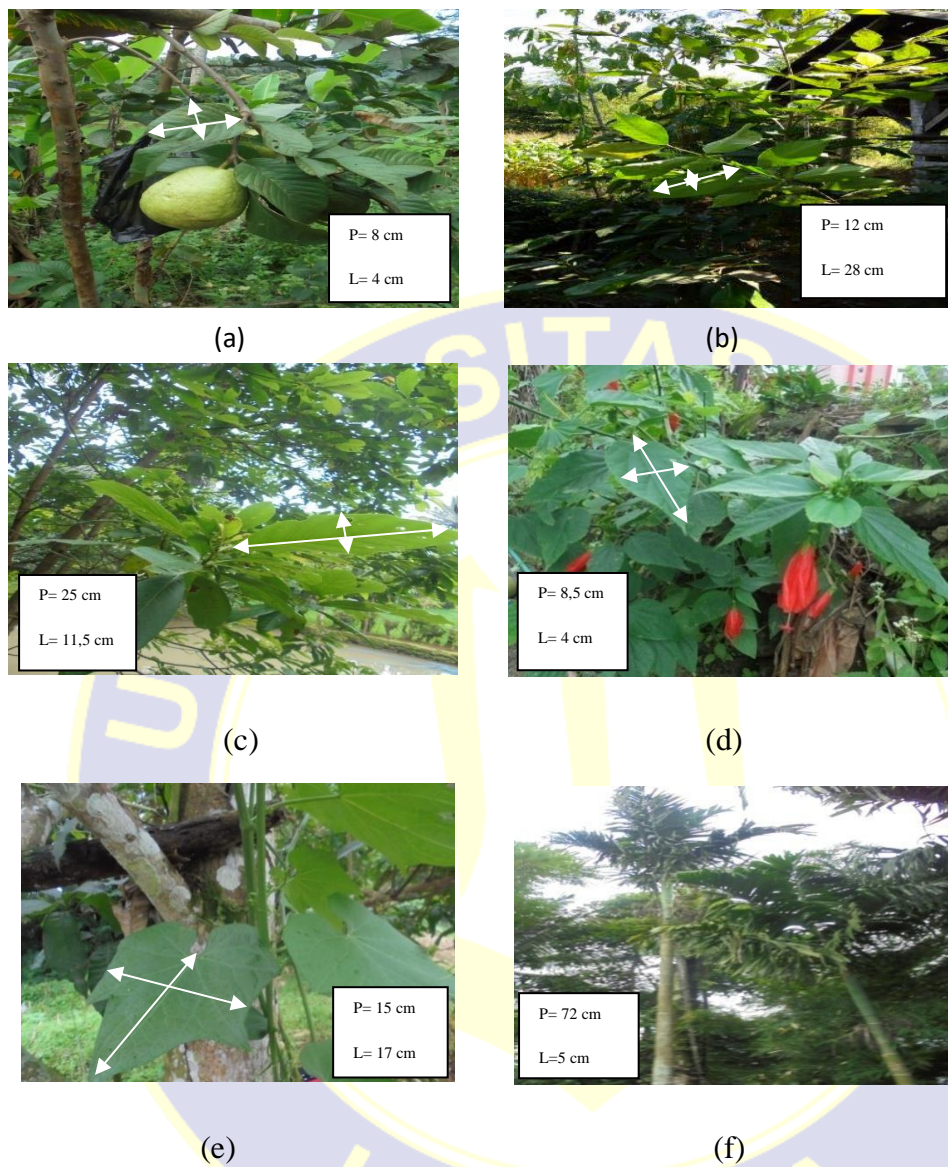 P= 8 cm
L= 4 cm
P= 12 cm
L= 28 cm
(a)
(b)
SITAS
P= 25 cm
L= 11,5 cm
P= 8,5 cm
L= 4 cm
(c)
(d)
U
P= 15 cm
L= 17 cm
P= 72 cm
L=5 cm
(e)
(f)